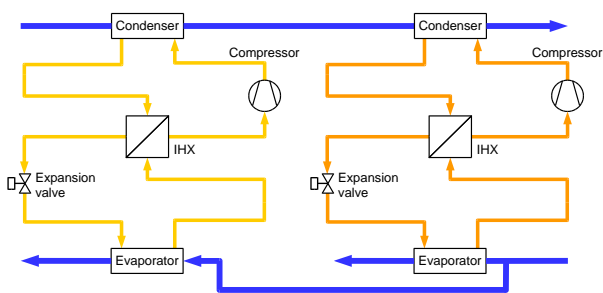 Condenser
Condenser
Compressor
Compressor
IHX
IHX
Expansion
valve
Expansion
valve
Evaporator
Evaporator